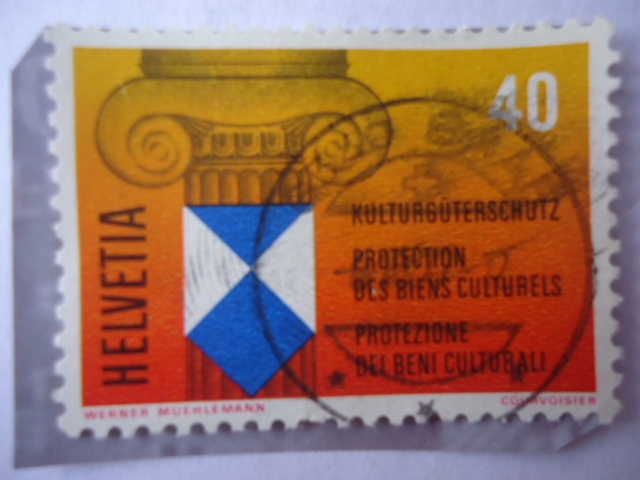 40
HELVETIA
KULTURGÜTERSCHUTZ
PROTECTION
DES BIENS CULTURELS
PROTEZIONE
DEI BENI CULTURALI
WERNER MUEHLEMANN
COURVOISIER